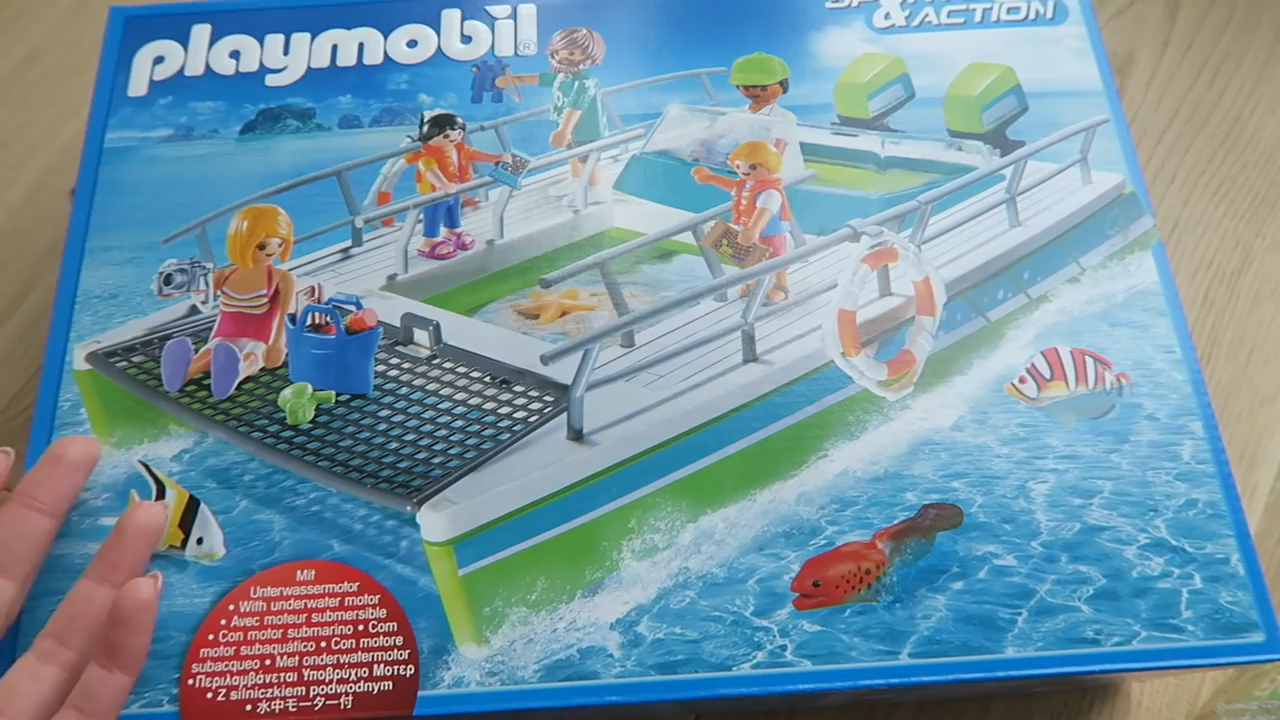 playmobil®
& ACTION
Mit
Unterwassermotor
• With underwater motor
• Avec moteur submersible
• Con motor submarino • Com
motor subaquático • Con motore
subacqueo • Met onderwatermotor
• Περιλαμβάνεται Υποβρύχιο Μοτερ
• Z silniczkiem podwodnym
• 水中モーター付